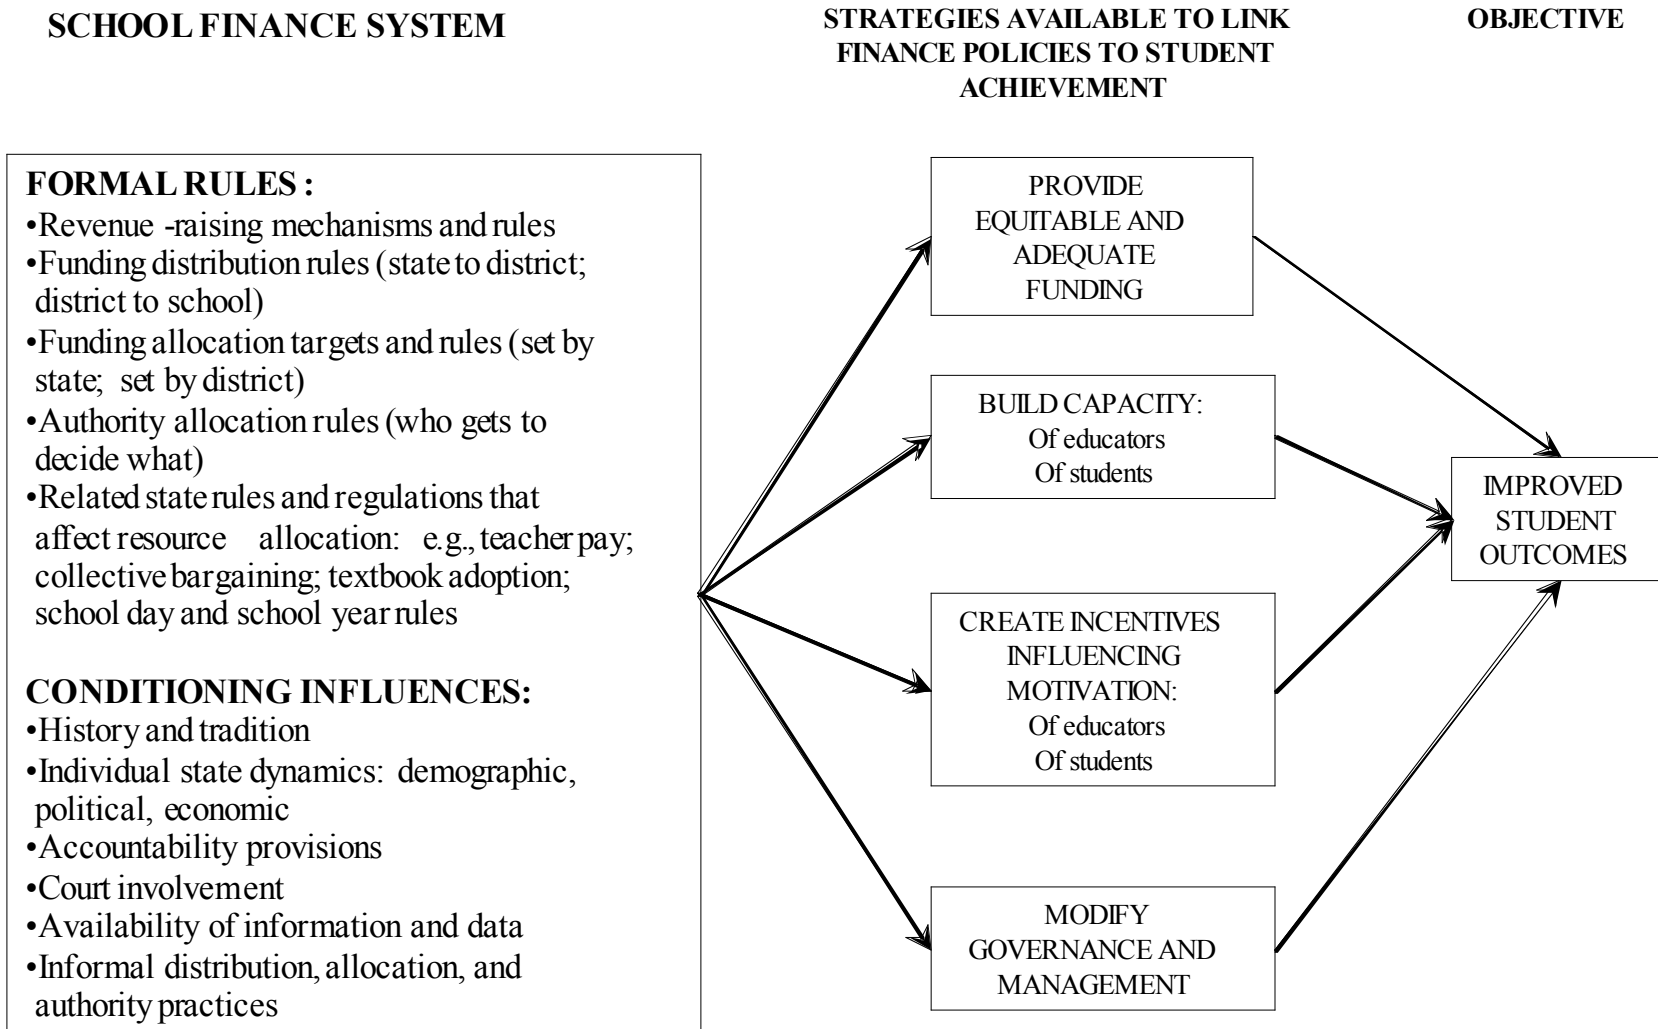 SCHOOL FINANCE SYSTEM
STRATEGIES AVAILABLE TO LINK
FINANCE POLICIES TO STUDENT
ACHIEVEMENT
OBJECTIVE
FORMAL RULES :
•Revenue -raising mechanisms and rules
•Funding distribution rules (state to district;
district to school)
•Funding allocation targets and rules (set by
state; set by district)
•Authority allocation rules (who gets to
decide what)
•Related state rules and regulations that
affect resource allocation: e.g., teacher pay;
collective bargaining; textbook adoption;
school day and school year rules
CONDITIONING INFLUENCES:
•History and tradition
•Individual state dynamics: demographic,
political, economic
•Accountability provisions
•Court involvement
•Availability of information and data
•Informal distribution, allocation, and
authority practices
PROVIDE
EQUITABLE AND
ADEQUATE
FUNDING
BUILD CAPACITY:
Of educators
Of students
CREATE INCENTIVES
INFLUENCING
MOTIVATION:
Of educators
Of students
MODIFY
GOVERNANCE AND
MANAGEMENT
IMPROVED
STUDENT
OUTCOMES